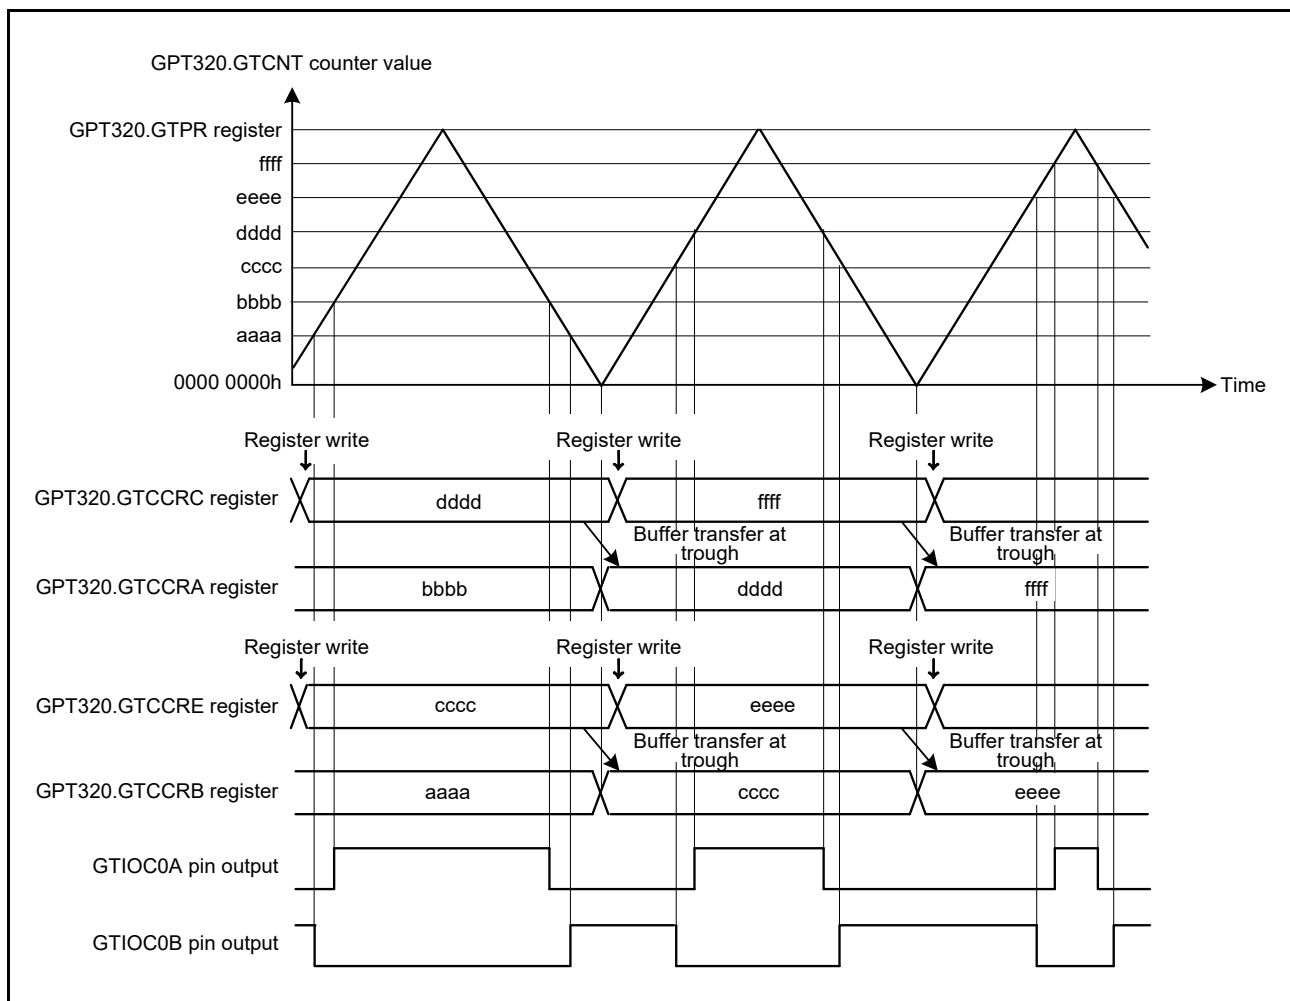 GPT320.GTCNT counter value
GPT320.GTPR register
ffff
eeee
dddd
cccc
bbbb
aaaa
0000 0000h
Time
Register write Register write Register write
GPT320.GTCCRC register dddd ffff
Buffer transfer at Buffer transfer at
trough trough
GPT320.GTCCRA register bbbb dddd ffff
Register write Register write Register write
GPT320.GTCCRE register cccc eeee
Buffer transfer at Buffer transfer at
trough trough
GPT320.GTCCRB register aaaa cccc eeee
GTIOC0A pin output
GTIOC0B pin output